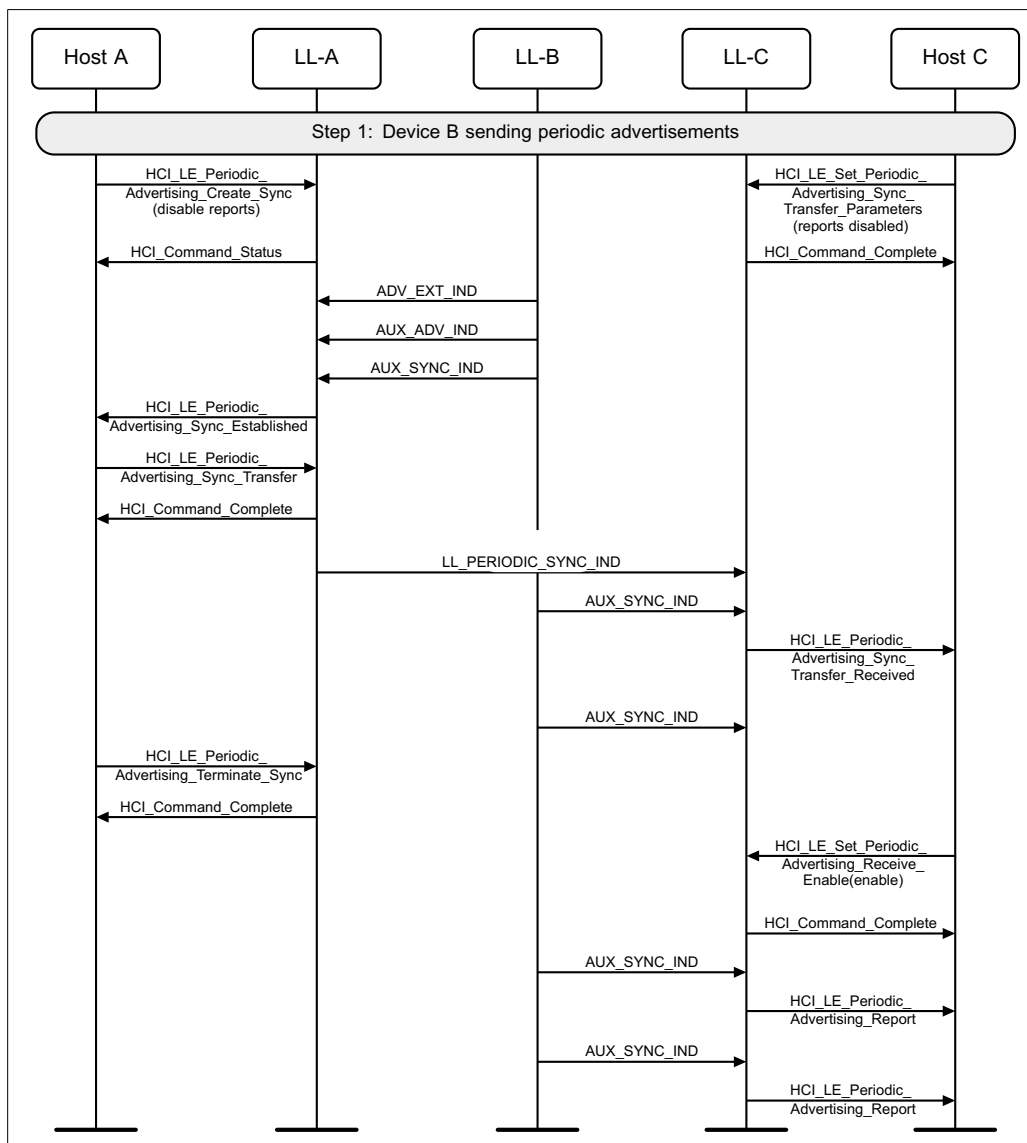 Host A
LL-A
LL-B
LL-C
Host C
Step 1: Device B sending periodic advertisements
HCI_LE_Periodic_
Advertising_Create_Sync
(disable reports)
HCI_LE_Set_Periodic_
Advertising_Sync_
Transfer_Parameters
(reports disabled)
HCI_Command_Status
HCI_Command_Complete
ADV_EXT_IND
AUX_ADV_IND
AUX_SYNC_IND
HCI_LE_Periodic_
Advertising_Sync_Established
HCI_LE_Periodic_
Advertising_Sync_Transfer
HCI_Command_Complete
LL_PERIODIC_SYNC_IND
AUX_SYNC_IND
HCI_LE_Periodic_
Advertising_Sync_
Transfer_Received
AUX_SYNC_IND
HCI_LE_Periodic_
Advertising_Terminate_Sync
HCI_Command_Complete
HCI_LE_Set_Periodic_
Advertising_Receive_
Enable(enable)
HCI_Command_Complete
AUX_SYNC_IND
HCI_LE_Periodic_
Advertising_Report
AUX_SYNC_IND
HCI_LE_Periodic_
Advertising_Report